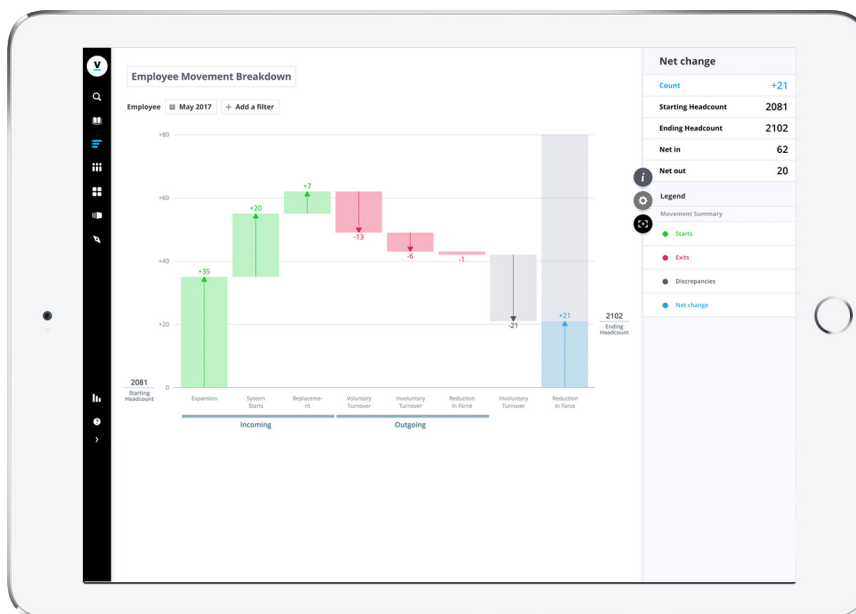 V
Employee Movement Breakdown
Employee
May 2017
+ Add a filter
+80
+60
+40
+20
0
+35
+20
+7
-13
-6
-1
-21
+21
2081
Starting
Headcount
2102
Ending
Headcount
Expansion
System
Starts
Replaceme-
nt
Voluntary
Turnover
Involuntary
Turnover
Reduction
In Force
Involuntary
Turnover
Reduction
In Force
Incoming
Outgoing
Net change
Count +21
Starting Headcount 2081
Ending Headcount 2102
Net in 62
Net out 20
i
Legend
Movement Summary
Starts
Exits
Discrepancies
Net change